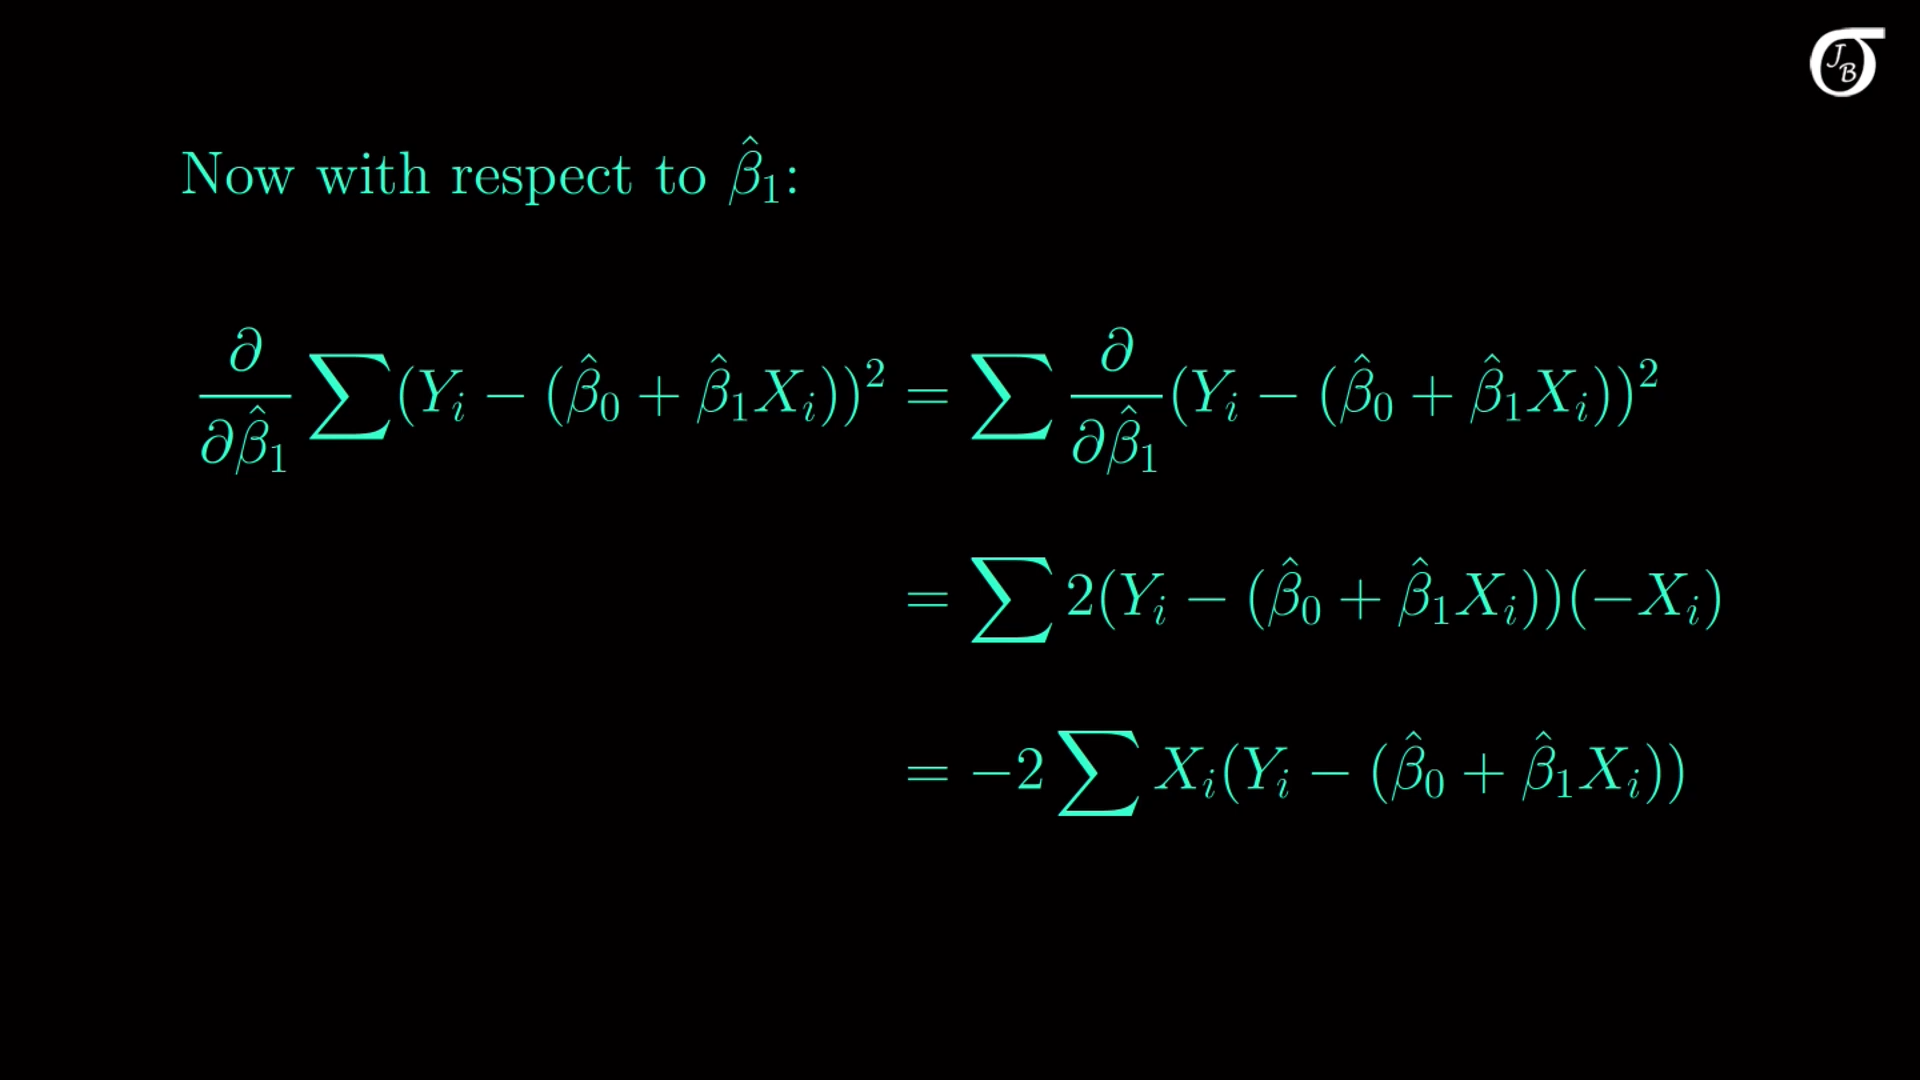 JB
Now with respect to β̂₁:
∂/∂β̂₁ ∑(Yᵢ − (β̂₀ + β̂₁Xᵢ))² = ∑ ∂/∂β̂₁ (Yᵢ − (β̂₀ + β̂₁Xᵢ))²
= ∑ 2(Yᵢ − (β̂₀ + β̂₁Xᵢ))(−Xᵢ)
= −2 ∑ Xᵢ(Yᵢ − (β̂₀ + β̂₁Xᵢ))